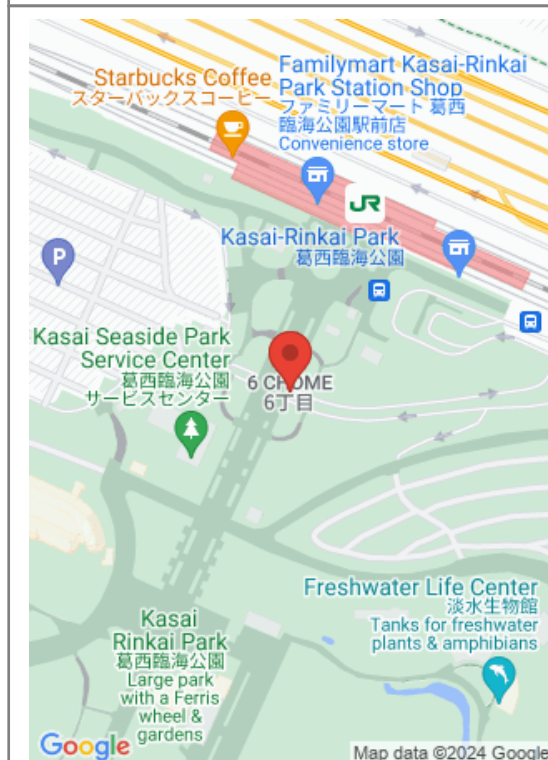 Starbucks Coffee
スターバックスコーヒー
Familymart Kasai-Rinkai
Park Station Shop
ファミリーマート 葛西
臨海公園駅前店
Convenience store
JR
Kasai-Rinkai Park
葛西臨海公園
P
Kasai Seaside Park
Service Center
葛西臨海公園
サービスセンター
6 CHOME
6丁目
Freshwater Life Center
淡水生物館
Tanks for freshwater
plants & amphibians
Kasai
Rinkai Park
葛西臨海公園
Large park
with a Ferris
wheel &
gardens
Google
Map data ©2024 Google